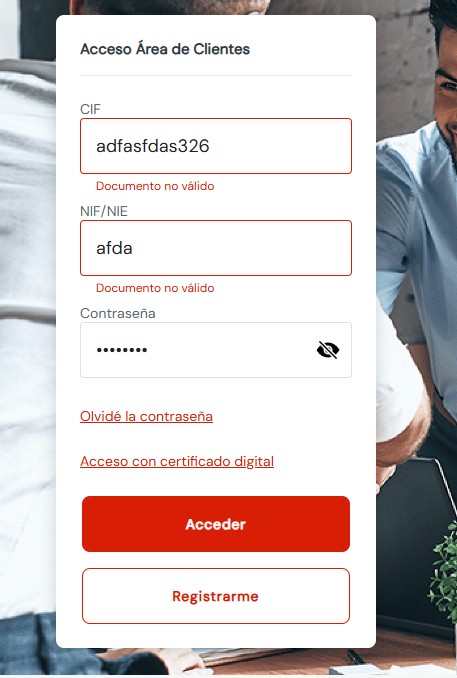 Acceso Área de Clientes
CIF
adfasfdas326
Documento no válido
NIF/NIE
afda
Documento no válido
Contraseña
••••••••
Olvidé la contraseña
Acceso con certificado digital
Acceder
Registrarme